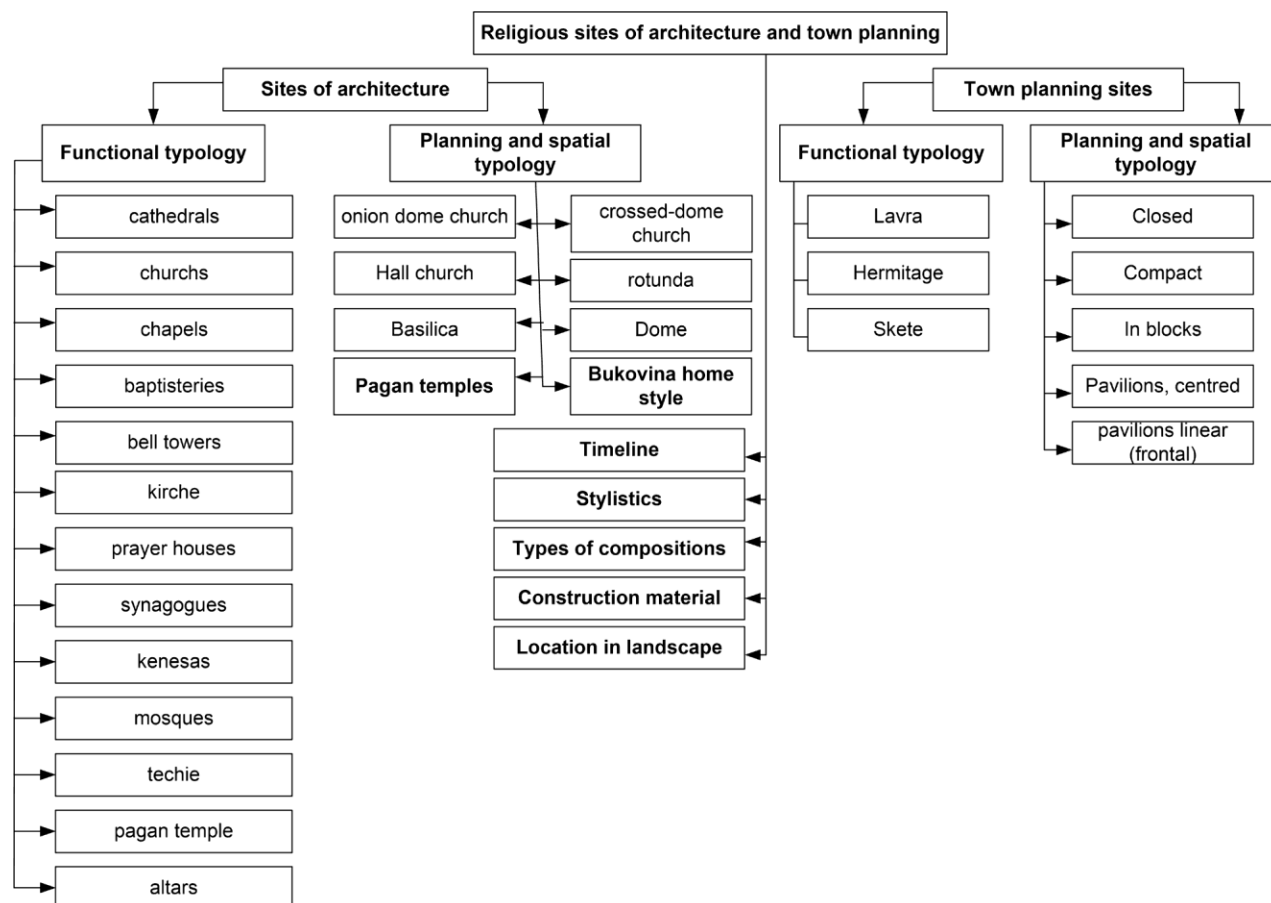 Religious sites of architecture and town planning
Sites of architecture
Town planning sites
Functional typology
Planning and spatial
typology
Functional typology
Planning and spatial
typology
cathedrals
churchs
chapels
baptisteries
bell towers
kirche
prayer houses
synagogues
kenesas
mosques
techie
pagan temple
altars
onion dome church
crossed-dome
church
Hall church
rotunda
Basilica
Dome
Pagan temples
Bukovina home
style
Timeline
Stylistics
Types of compositions
Construction material
Location in landscape
Lavra
Hermitage
Skete
Closed
Compact
In blocks
Pavilions, centred
pavilions linear
(frontal)